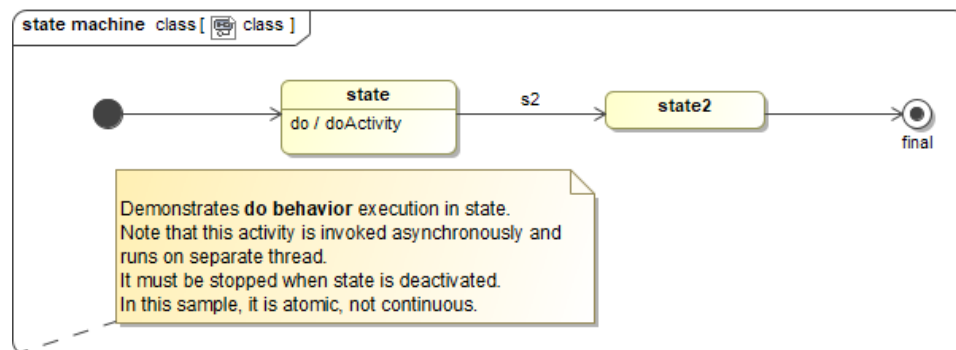 state machine class [ class ]
state
s2
state2
do / doActivity
final
Demonstrates do behavior execution in state.
Note that this activity is invoked asynchronously and
runs on separate thread.
It must be stopped when state is deactivated.
In this sample, it is atomic, not continuous.